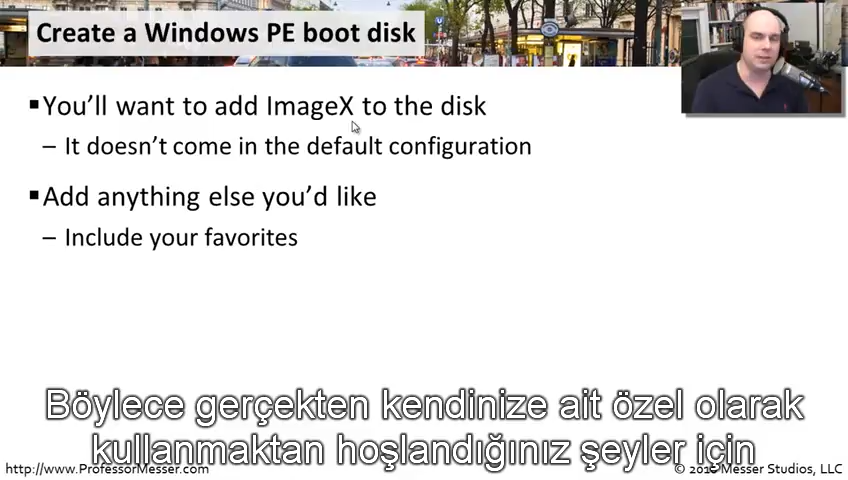 Create a Windows PE boot disk
▪You'll want to add ImageX to the disk
– It doesn't come in the default configuration
▪Add anything else you'd like
– Include your favorites
Böylece gerçekten kendinize ait özel olarak
kullanmaktan hoşlandığınız şeyler için
http://www.ProfessorMesser.com
© Messer Studios, LLC